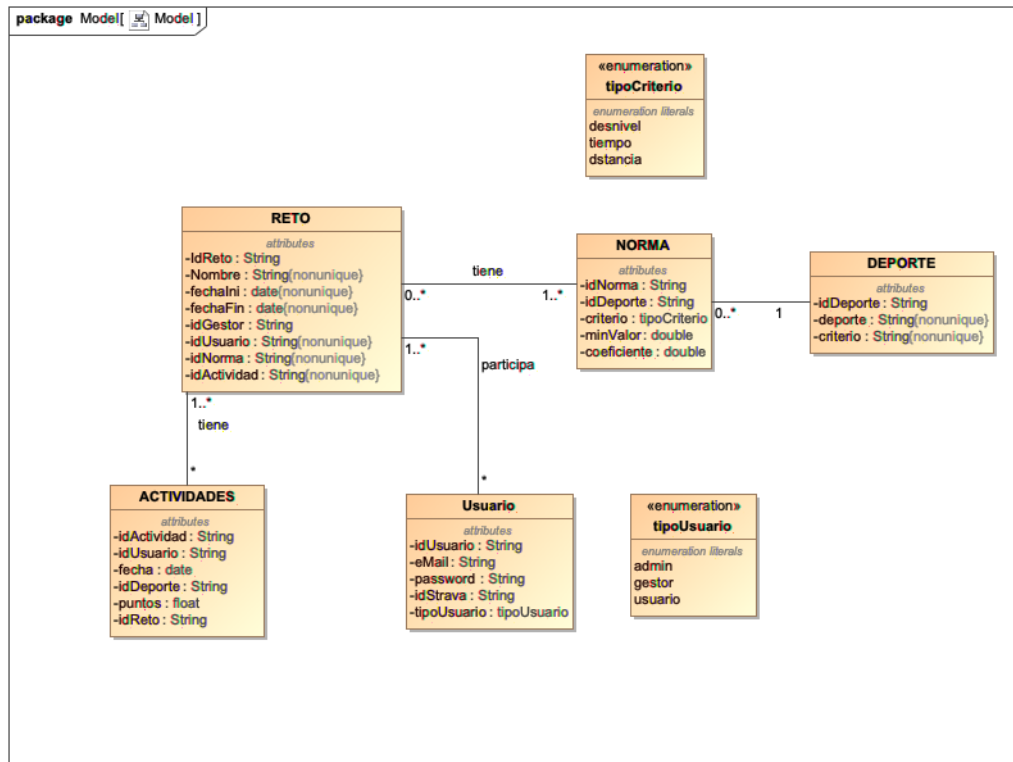 package Model[ Model ]
«enumeration»
tipoCriterio
enumeration literals
desnivel
tiempo
dstancia
RETO
attributes
-IdReto : String
-Nombre : String{nonunique}
-fechaIni : date{nonunique}
-fechaFin : date{nonunique}
-idGestor : String
-idUsuario : String{nonunique}
-idNorma : String{nonunique}
-idActividad : String{nonunique}
tiene
0..*
1..*
NORMA
attributes
-idNorma : String
-idDeporte : String
-criterio : tipoCriterio
-minValor : double
-coeficiente : double
0..*
1
DEPORTE
attributes
-idDeporte : String
-deporte : String{nonunique}
-criterio : String{nonunique}
1..*
participa
*
1..*
tiene
*
ACTIVIDADES
attributes
-idActividad : String
-idUsuario : String
-fecha : date
-idDeporte : String
-puntos : float
-idReto : String
Usuario
attributes
-idUsuario : String
-eMail : String
-password : String
-idStrava : String
-tipoUsuario : tipoUsuario
«enumeration»
tipoUsuario
enumeration literals
admin
gestor
usuario